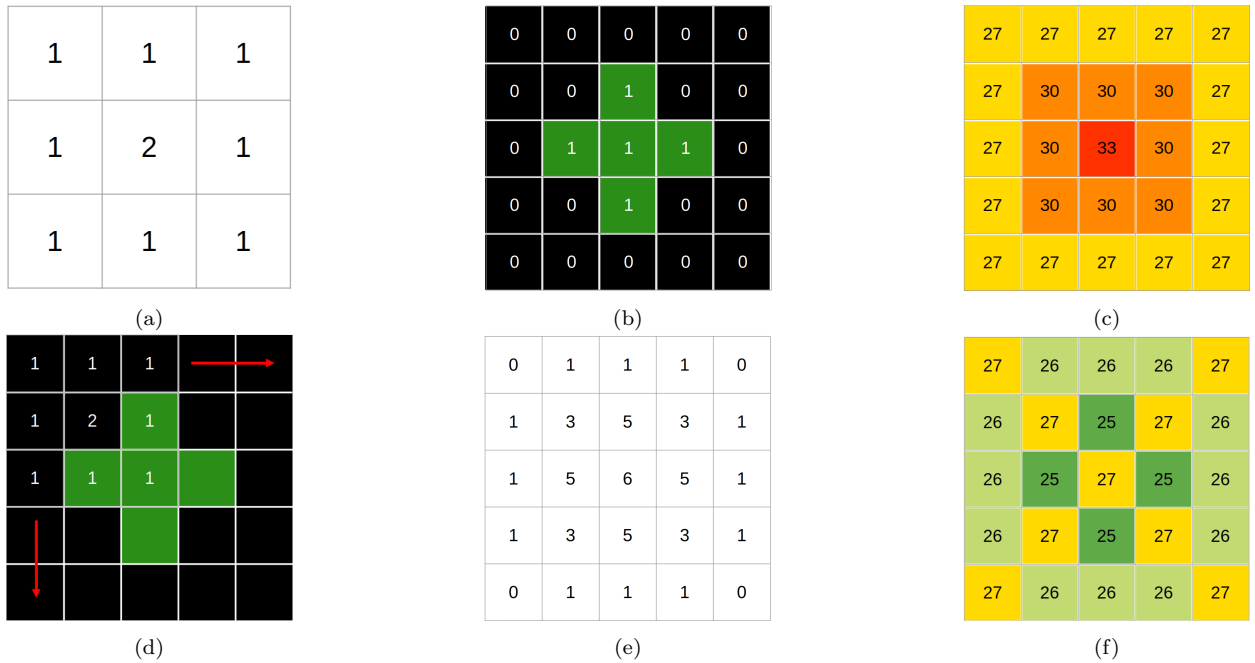 1 1 1
1 2 1
1 1 1
(a)
0 0 0 0 0
0 0 1 0 0
0 1 1 1 0
0 0 1 0 0
0 0 0 0 0
(b)
27 27 27 27 27
27 30 30 30 27
27 30 33 30 27
27 30 30 30 27
27 27 27 27 27
(c)
1 1 1
1 2 1
1 1 1
(d)
0 1 1 1 0
1 3 5 3 1
1 5 6 5 1
1 3 5 3 1
0 1 1 1 0
(e)
27 26 26 26 27
26 27 25 27 26
26 25 27 25 26
26 27 25 27 26
27 26 26 26 27
(f)